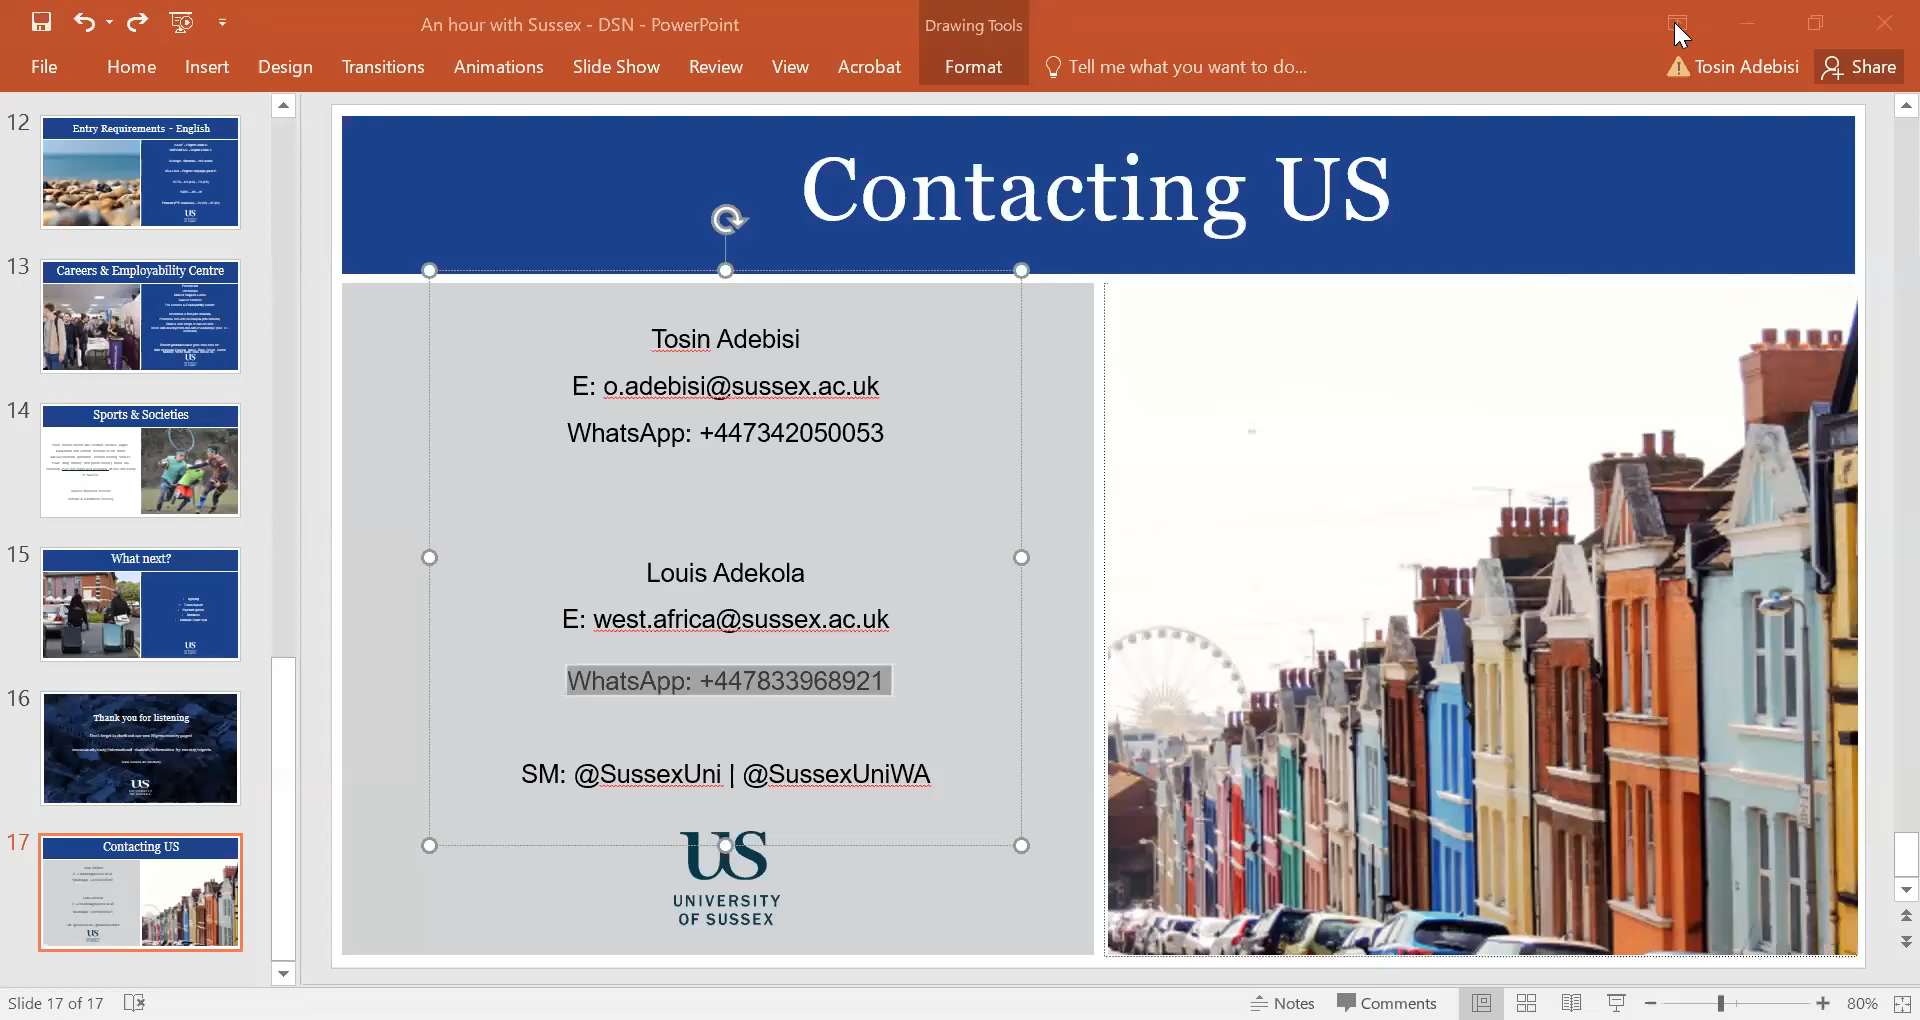 An hour with Sussex - DSN - PowerPoint
Drawing Tools
File Home Insert Design Transitions Animations Slide Show Review View Acrobat Format Tell me what you want to do... Tosin Adebisi Share
12
Entry Requirements - English
13
Careers & Employability Centre
14
Sports & Societies
15
What next?
16
Thank you for listening
17
Contacting US
Contacting US
Tosin Adebisi
E: o.adebisi@sussex.ac.uk
WhatsApp: +447342050053
Louis Adekola
E: west.africa@sussex.ac.uk
WhatsApp: +447833968921
SM: @SussexUni | @SussexUniWA
US
UNIVERSITY
OF SUSSEX
Slide 17 of 17 Notes Comments 80%